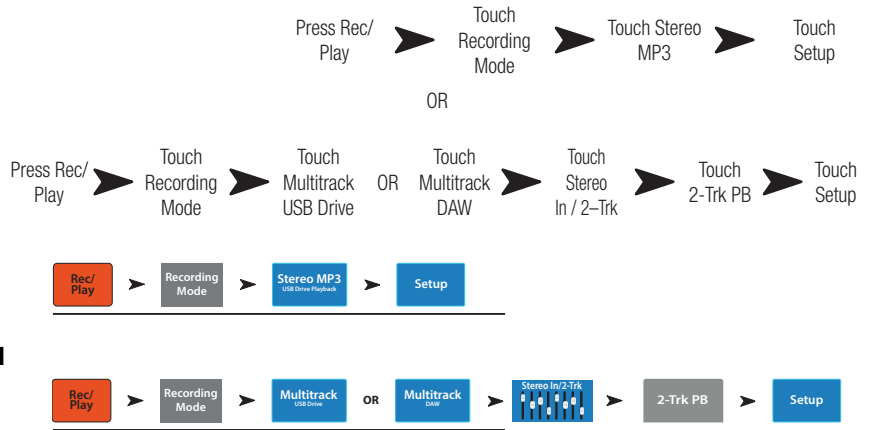 Press Rec/
Play
Touch
Recording
Mode
Touch Stereo
MP3
Touch
Setup
OR
Press Rec/
Play
Touch
Recording
Mode
Touch
Multitrack
USB Drive
OR
Touch
Multitrack
DAW
Touch
Stereo
In / 2–Trk
Touch
2-Trk PB
Touch
Setup
Rec/
Play
Recording
Mode
Stereo MP3
USB Drive Playback
Setup
Rec/
Play
Recording
Mode
Multitrack
USB Drive
OR
Multitrack
DAW
Stereo In/2-Trk
2-Trk PB
Setup